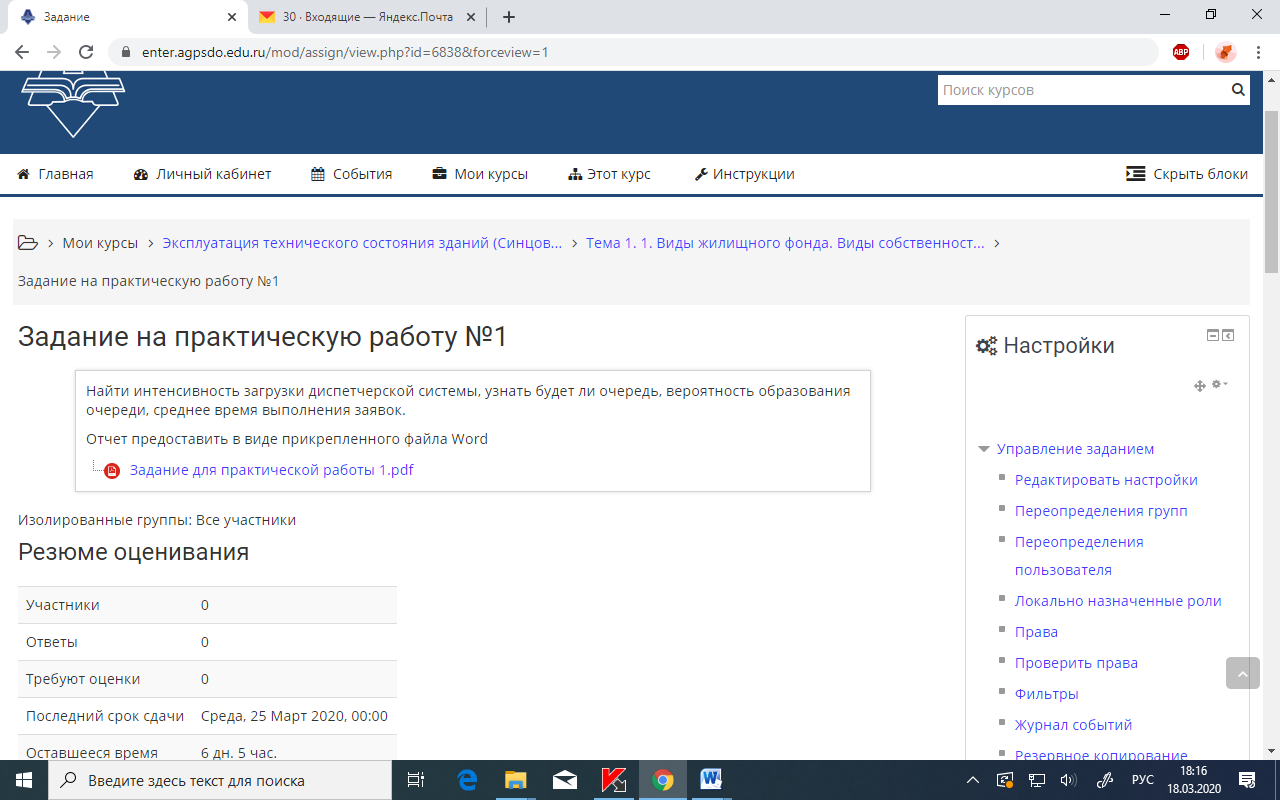 Задание
30 · Входящие — Яндекс.Почта
enter.agpsdo.edu.ru/mod/assign/view.php?id=6838&forceview=1
ABP
Поиск курсов
Главная
Личный кабинет
События
Мои курсы
Этот курс
Инструкции
Скрыть блоки
Мои курсы > Эксплуатация технического состояния зданий (Синцов... > Тема 1. 1. Виды жилищного фонда. Виды собственност... >
Задание на практическую работу №1
Задание на практическую работу №1
Найти интенсивность загрузки диспетчерской системы, узнать будет ли очередь, вероятность образования
очереди, среднее время выполнения заявок.
Отчет предоставить в виде прикрепленного файла Word
Задание для практической работы 1.pdf
Изолированные группы: Все участники
Резюме оценивания
Участники 0
Ответы 0
Требуют оценки 0
Последний срок сдачи Среда, 25 Март 2020, 00:00
Оставшееся время 6 дн. 5 час.
Настройки
Управление заданием
Редактировать настройки
Переопределения групп
Переопределения
пользователя
Локально назначенные роли
Права
Проверить права
Фильтры
Журнал событий
Резервное копирование
Введите здесь текст для поиска
РУС
18:16
18.03.2020